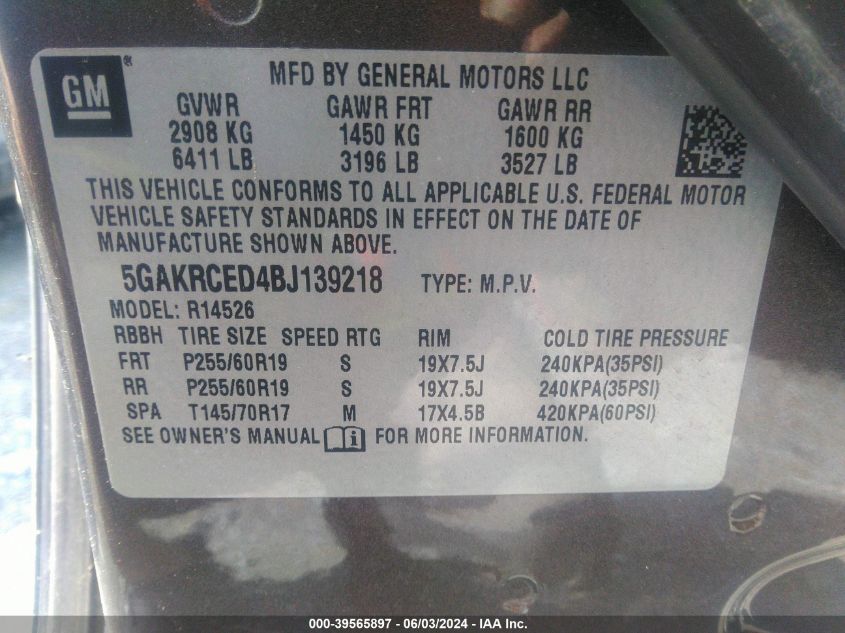 GM®
MFD BY GENERAL MOTORS LLC
GVWR GAWR FRT GAWR RR
2908 KG 1450 KG 1600 KG
6411 LB 3196 LB 3527 LB
THIS VEHICLE CONFORMS TO ALL APPLICABLE U.S. FEDERAL MOTOR
VEHICLE SAFETY STANDARDS IN EFFECT ON THE DATE OF
MANUFACTURE SHOWN ABOVE.
5GAKRCED4BJ139218 TYPE: M.P.V.
MODEL: R14526
RBBH TIRE SIZE SPEED RTG RIM COLD TIRE PRESSURE
FRT P255/60R19 S 19X7.5J 240KPA(35PSI)
RR P255/60R19 S 19X7.5J 240KPA(35PSI)
SPA T145/70R17 M 17X4.5B 420KPA(60PSI)
SEE OWNER'S MANUAL i FOR MORE INFORMATION.
000-39565897 - 06/03/2024 - IAA Inc.